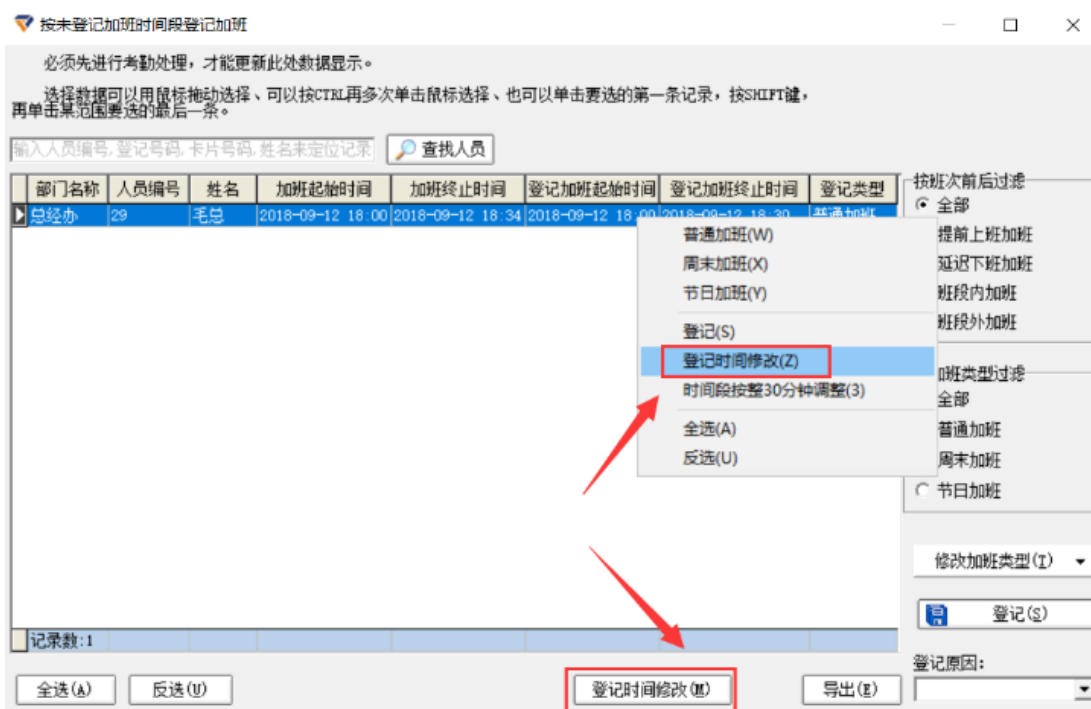 按未登记加班时间段登记加班
必须先进行考勤处理，才能更新此处数据显示。
选择数据可以用鼠标拖动选择、可以按CTRL再多次单击鼠标选择、也可以单击要选的第一条记录，按SHIFT键，
再单击某范围要选的最后一条。
输入人员编号,登记号码,卡片号码,姓名来定位记录 查找人员
部门名称 人员编号 姓名 加班起始时间 加班终止时间 登记加班起始时间 登记加班终止时间 登记类型
总经办 29 毛总 2018-09-12 18:00 2018-09-12 18:34 2018-09-12 18:00 2018-09-12 18:30 普通加班
普通加班(W)
周末加班(X)
节日加班(Y)
登记(S)
登记时间修改(Z)
时间段按整30分钟调整(3)
全选(A)
反选(U)
按班次前后过滤
全部
提前上班加班
延迟下班加班
班段内加班
班段外加班
加班类型过滤
全部
普通加班
周末加班
节日加班
修改加班类型(T)
登记(S)
登记原因:
记录数:1
全选(A) 反选(U) 登记时间修改(M) 导出(E)